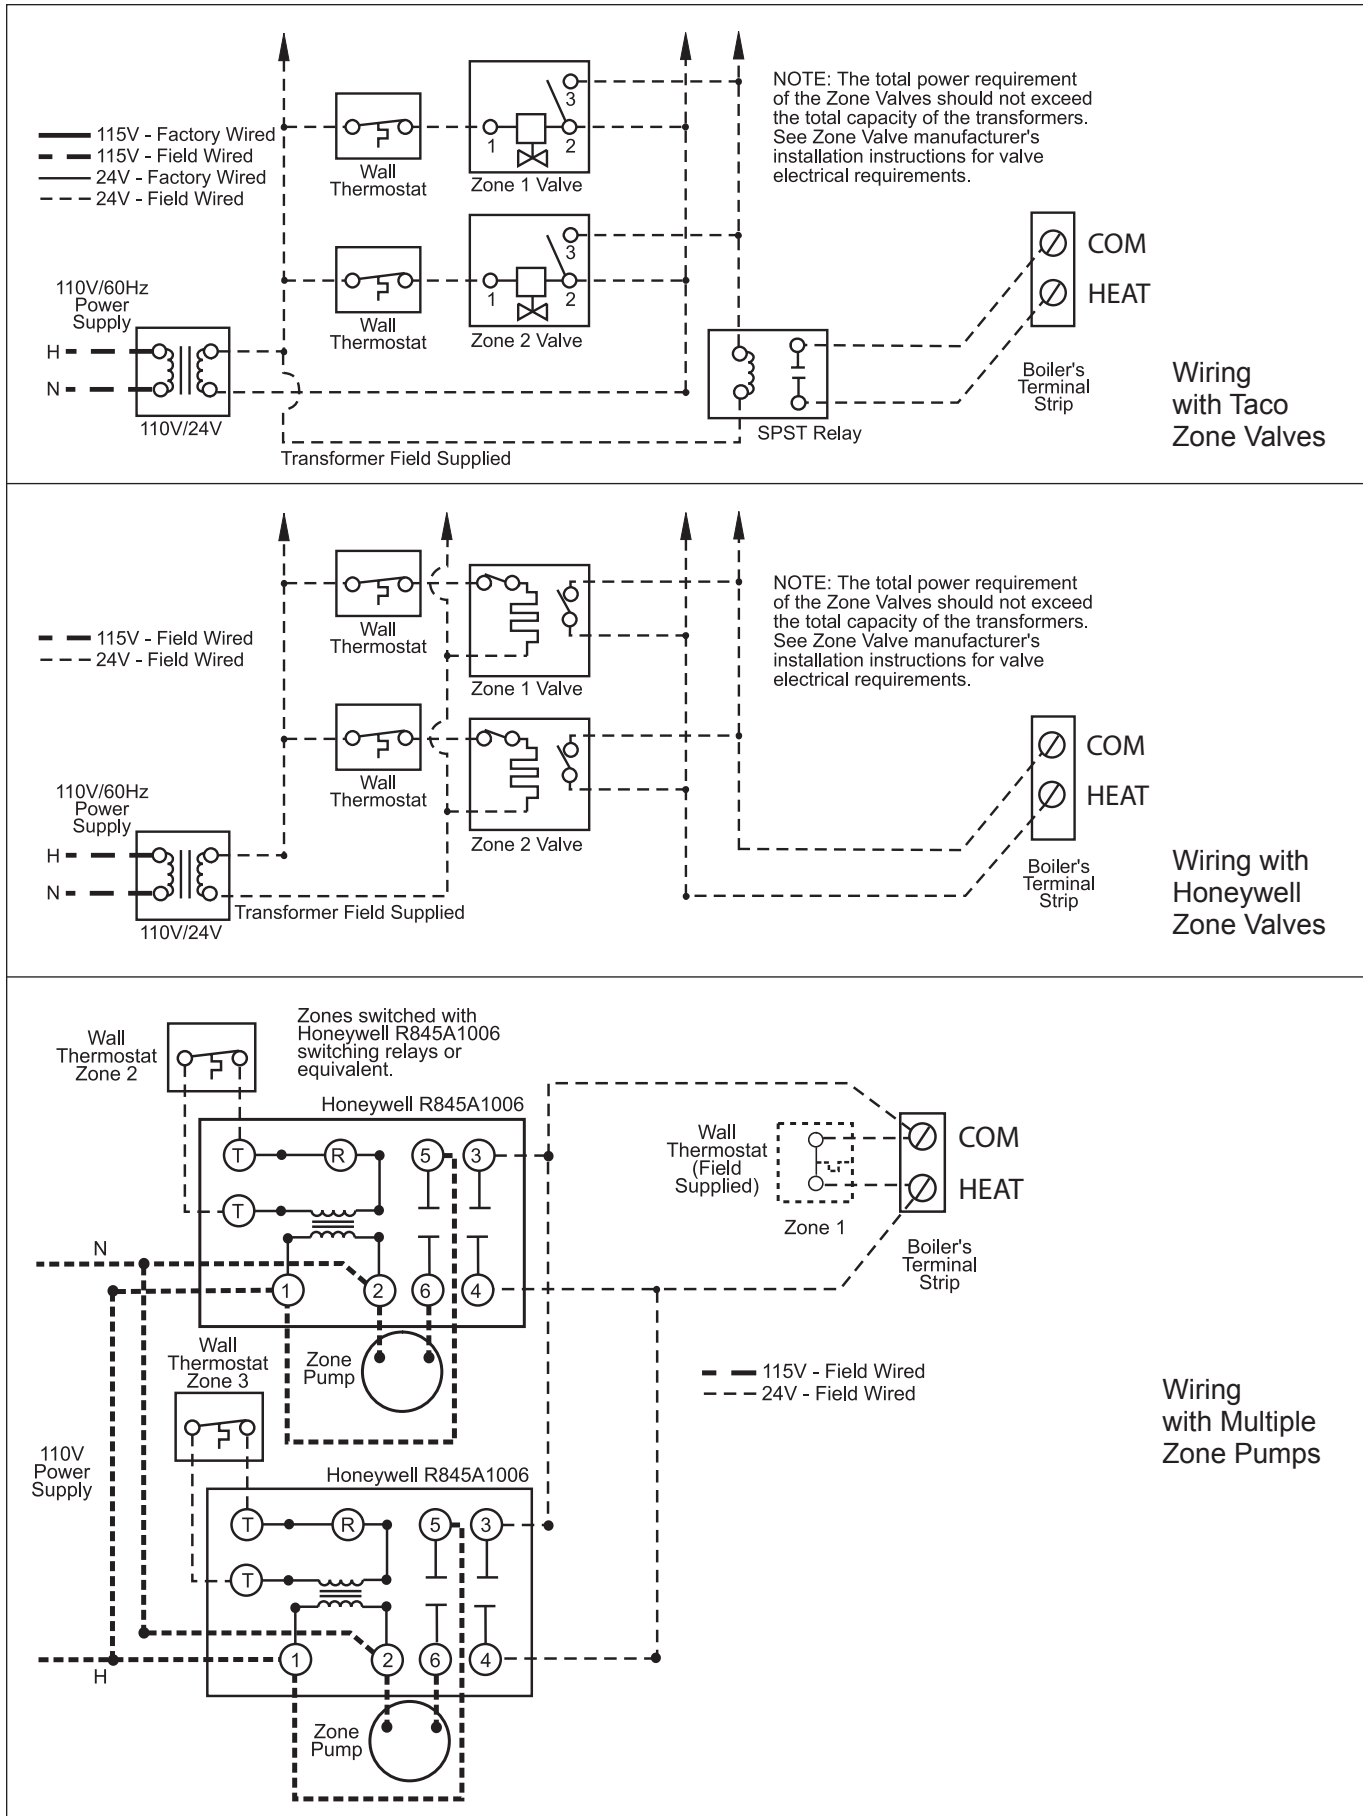 NOTE: The total power requirement
of the Zone Valves should not exceed
the total capacity of the transformers.
See Zone Valve manufacturer's
installation instructions for valve
electrical requirements.
115V - Factory Wired
115V - Field Wired
24V - Factory Wired
24V - Field Wired
Wall
Thermostat
1
2
3
Zone 1 Valve
Wall
Thermostat
1
2
3
Zone 2 Valve
110V/60Hz
Power
Supply
H
N
110V/24V
Transformer Field Supplied
SPST Relay
COM
HEAT
Boiler's
Terminal
Strip
Wiring
with Taco
Zone Valves
NOTE: The total power requirement
of the Zone Valves should not exceed
the total capacity of the transformers.
See Zone Valve manufacturer's
installation instructions for valve
electrical requirements.
115V - Field Wired
24V - Field Wired
Wall
Thermostat
Zone 1 Valve
Wall
Thermostat
Zone 2 Valve
110V/60Hz
Power
Supply
H
N
110V/24V
Transformer Field Supplied
COM
HEAT
Boiler's
Terminal
Strip
Wiring with
Honeywell
Zone Valves
Zones switched with
Honeywell R845A1006
switching relays or
equivalent.
Wall
Thermostat
Zone 2
Honeywell R845A1006
T
R
5
3
T
N
1
2
6
4
Zone
Pump
Wall
Thermostat
(Field
Supplied)
Zone 1
COM
HEAT
Boiler's
Terminal
Strip
Wall
Thermostat
Zone 3
115V - Field Wired
24V - Field Wired
Wiring
with Multiple
Zone Pumps
110V
Power
Supply
Honeywell R845A1006
T
R
5
3
T
H
1
2
6
4
Zone
Pump